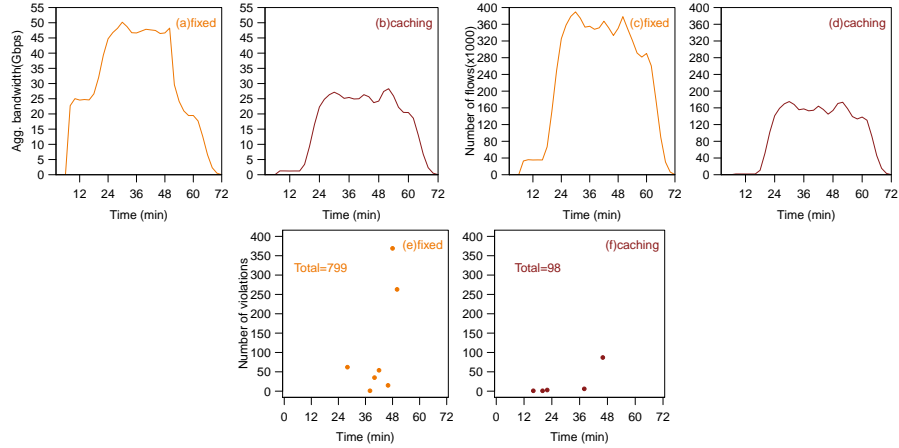 (a)fixed
Agg. bandwidth(Gbps)
55
50
45
40
35
30
25
20
15
10
5
0
12 24 36 48 60 72
Time (min)
(b)caching
55
50
45
40
35
30
25
20
15
10
5
0
12 24 36 48 60 72
Time (min)
(c)fixed
Number of flows(x1000)
400
360
320
280
240
200
160
120
80
40
0
12 24 36 48 60 72
Time (min)
(d)caching
400
360
320
280
240
200
160
120
80
40
0
12 24 36 48 60 72
Time (min)
(e)fixed
Total=799
Number of violations
400
350
300
250
200
150
100
50
0
0 12 24 36 48 60 72
Time (min)
(f)caching
Total=98
400
350
300
250
200
150
100
50
0
0 12 24 36 48 60 72
Time (min)